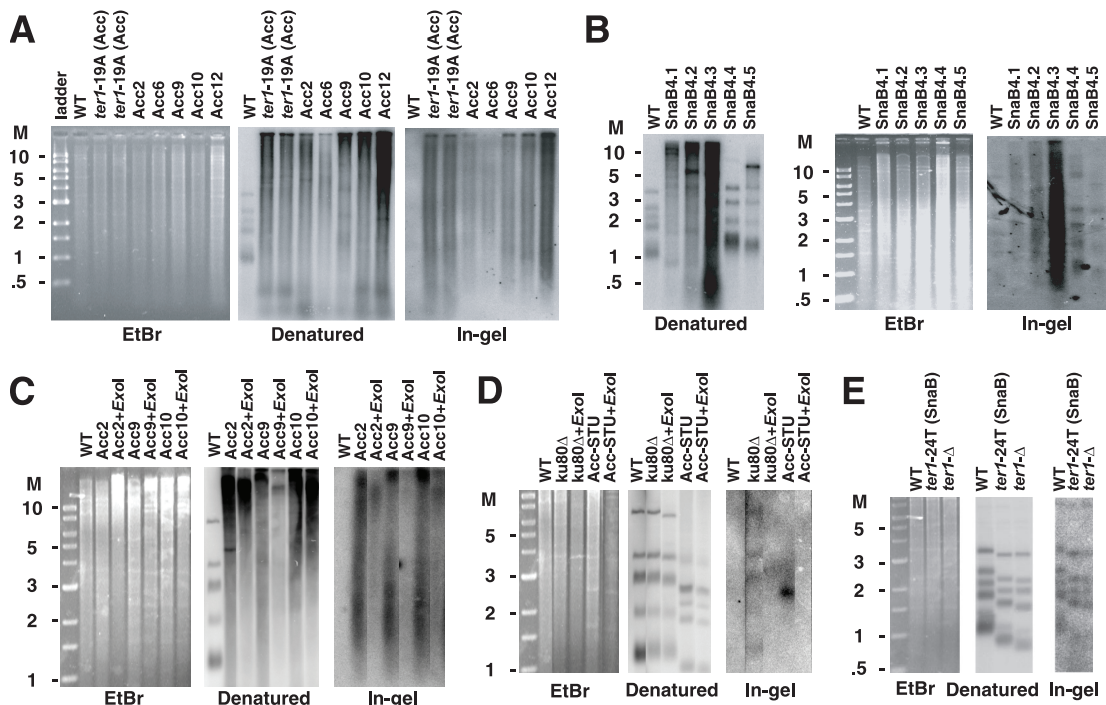 A
ladder
WT
ter1-19A (Acc)
ter1-19A (Acc)
Acc2
Acc6
Acc9
Acc10
Acc12
WT
ter1-19A (Acc)
ter1-19A (Acc)
Acc2
Acc6
Acc9
Acc10
Acc12
WT
ter1-19A (Acc)
ter1-19A (Acc)
Acc2
Acc6
Acc9
Acc10
Acc12
M
10
5
3
2
1
.5
EtBr
Denatured
In-gel
B
WT
SnaB4.1
SnaB4.2
SnaB4.3
SnaB4.4
SnaB4.5
WT
SnaB4.1
SnaB4.2
SnaB4.3
SnaB4.4
SnaB4.5
WT
SnaB4.1
SnaB4.2
SnaB4.3
SnaB4.4
SnaB4.5
M
10
5
3
2
1
.5
M
10
5
3
2
1
.5
Denatured
EtBr
In-gel
C
WT
Acc2
Acc2+ExoI
Acc9
Acc9+ExoI
Acc10
Acc10+ExoI
WT
Acc2
Acc2+ExoI
Acc9
Acc9+ExoI
Acc10
Acc10+ExoI
WT
Acc2
Acc2+ExoI
Acc9
Acc9+ExoI
Acc10
Acc10+ExoI
M
10
5
3
2
1
EtBr
Denatured
In-gel
D
WT
ku80Δ
ku80Δ+ExoI
Acc-STU
Acc-STU+ExoI
WT
ku80Δ
ku80Δ+ExoI
Acc-STU
Acc-STU+ExoI
WT
ku80Δ
ku80Δ+ExoI
Acc-STU
Acc-STU+ExoI
M
5
3
2
1
EtBr
Denatured
In-gel
E
WT
ter1-24T (SnaB)
ter1-Δ
WT
ter1-24T (SnaB)
ter1-Δ
WT
ter1-24T (SnaB)
ter1-Δ
M
5
3
2
1
.5
EtBr
Denatured
In-gel